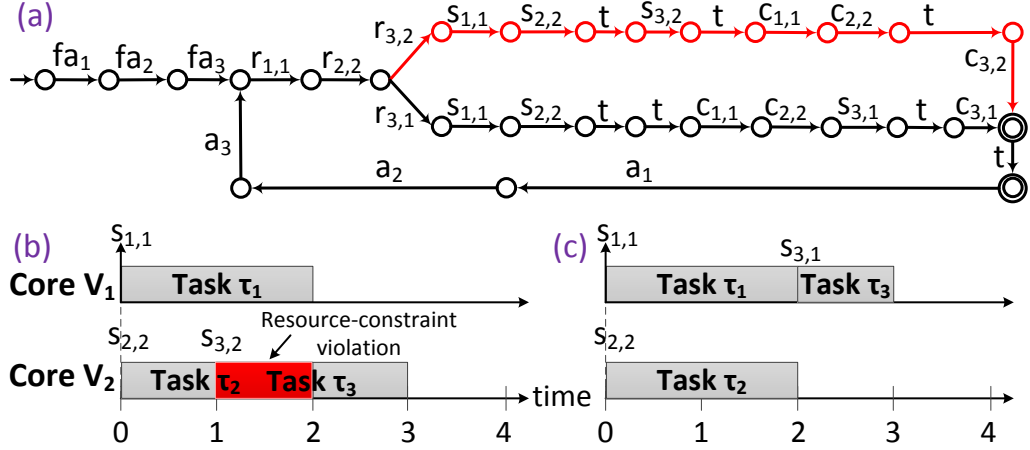 (a)
s1,1 s2,2 t s3,2 t c1,1 c2,2 t
r3,2
fa1 fa2 fa3 r1,1 r2,2
c3,2
r3,1
s1,1 s2,2 t t c1,1 c2,2 s3,1 t c3,1
a3
a2 a1 t
(b)
s1,1
Core V1
Task τ1
Resource-constraint
violation
s2,2 s3,2
Core V2
Task τ2 Task τ3
time
0 1 2 3 4
(c)
s1,1
s3,1
Task τ1 Task τ3
s2,2
Task τ2
0 1 2 3 4